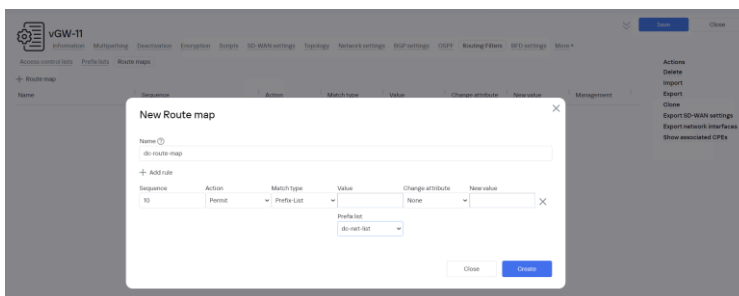 vGW-11
Save Close
Information Multipathing Deactivation Encryption Scripts SD-WAN settings Topology Network settings BGP settings OSPF Routing Filters BFD settings More
Access control lists Prefix lists Route maps
Actions
Delete
+ Route map
Import
Name Sequence Action Match type Value Change attribute New value Management
Export
Clone
Export SD-WAN settings
Export network interfaces
Show associated CPEs
New Route map
Name
dc-route-map
+ Add rule
Sequence Action Match type Value Change attribute New value
10 Permit Prefix-List None
Prefix list
dc-net-list
Close Create